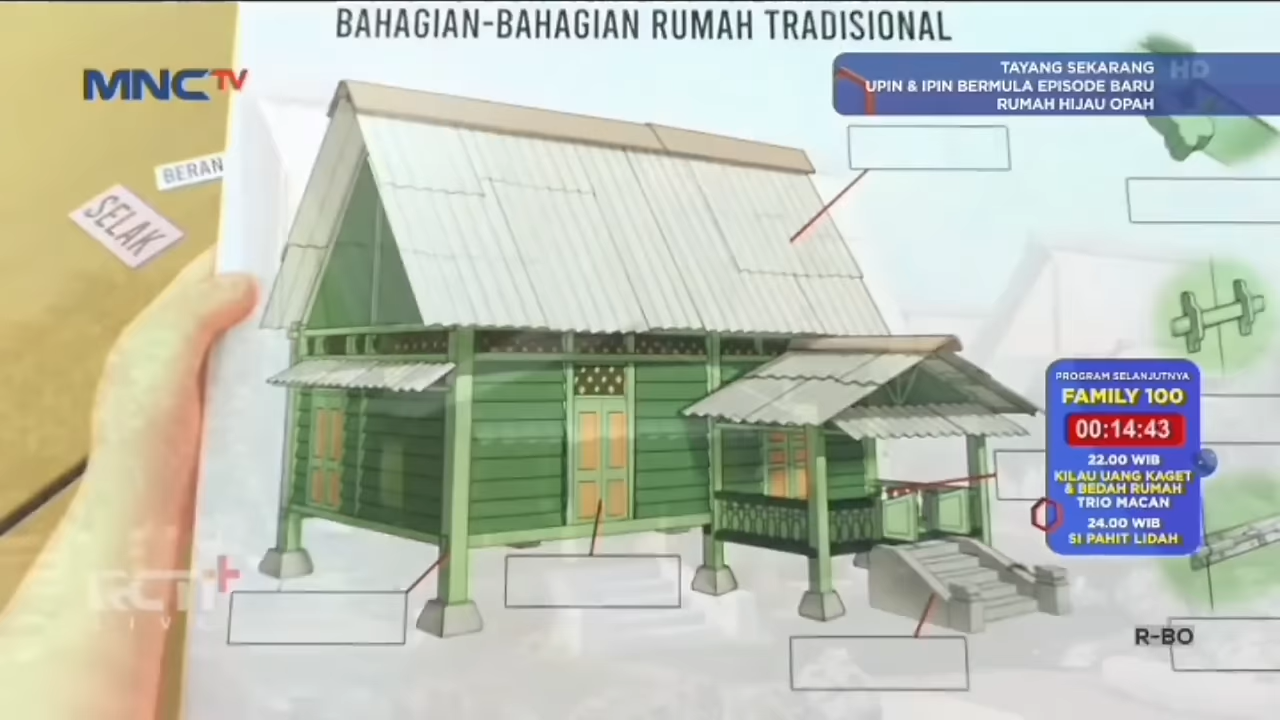 BAHAGIAN-BAHAGIAN RUMAH TRADISIONAL
MNCTV
HD
TAYANG SEKARANG
UPIN & IPIN BERMULA EPISODE BARU
RUMAH HIJAU OPAH
BERAN
SELAK
PROGRAM SELANJUTNYA
FAMILY 100
00:14:43
22.00 WIB
KILAU UANG KAGET
& BEDAH RUMAH
TRIO MACAN
24.00 WIB
SI PAHIT LIDAH
RCTI+
R-BO